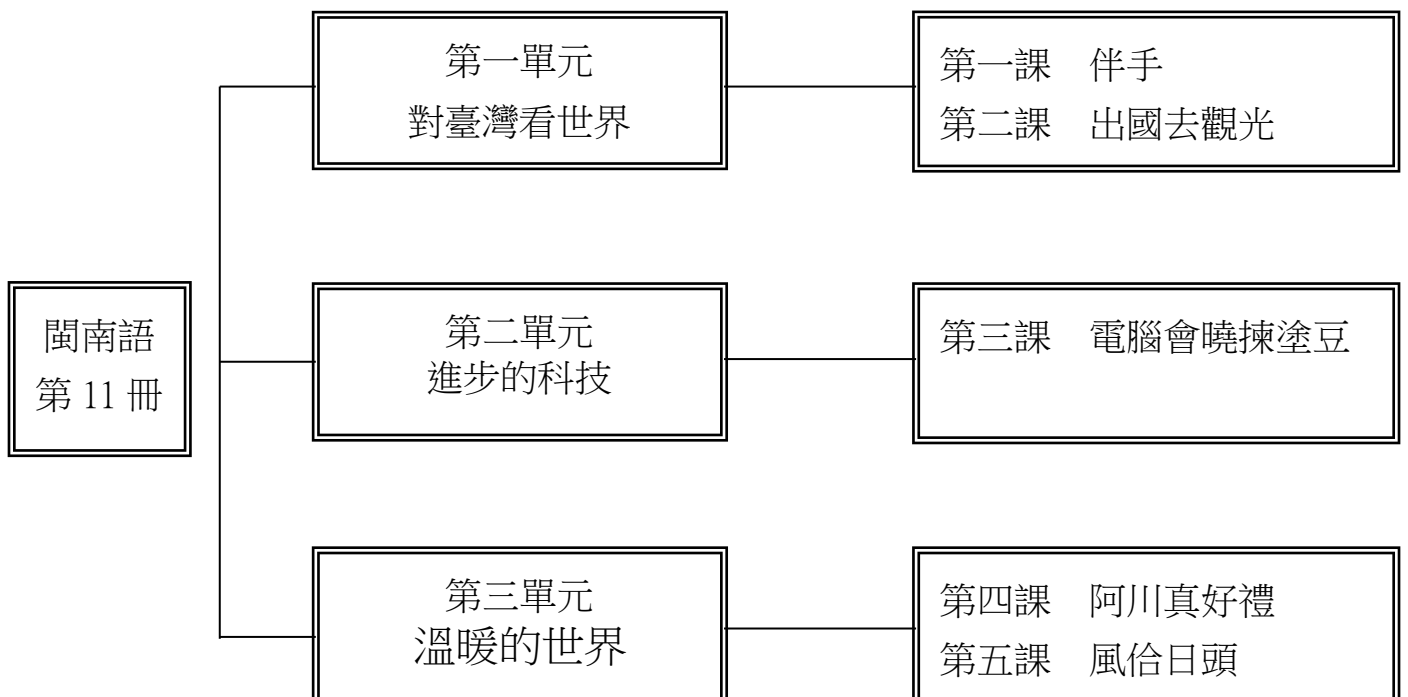 閩南語
第 11 冊
第一單元
對臺灣看世界
第一課 伴手
第二課 出國去觀光
第二單元
進步的科技
第三課 電腦會曉揀塗豆
第三單元
溫暖的世界
第四課 阿川真好禮
第五課 風佮日頭